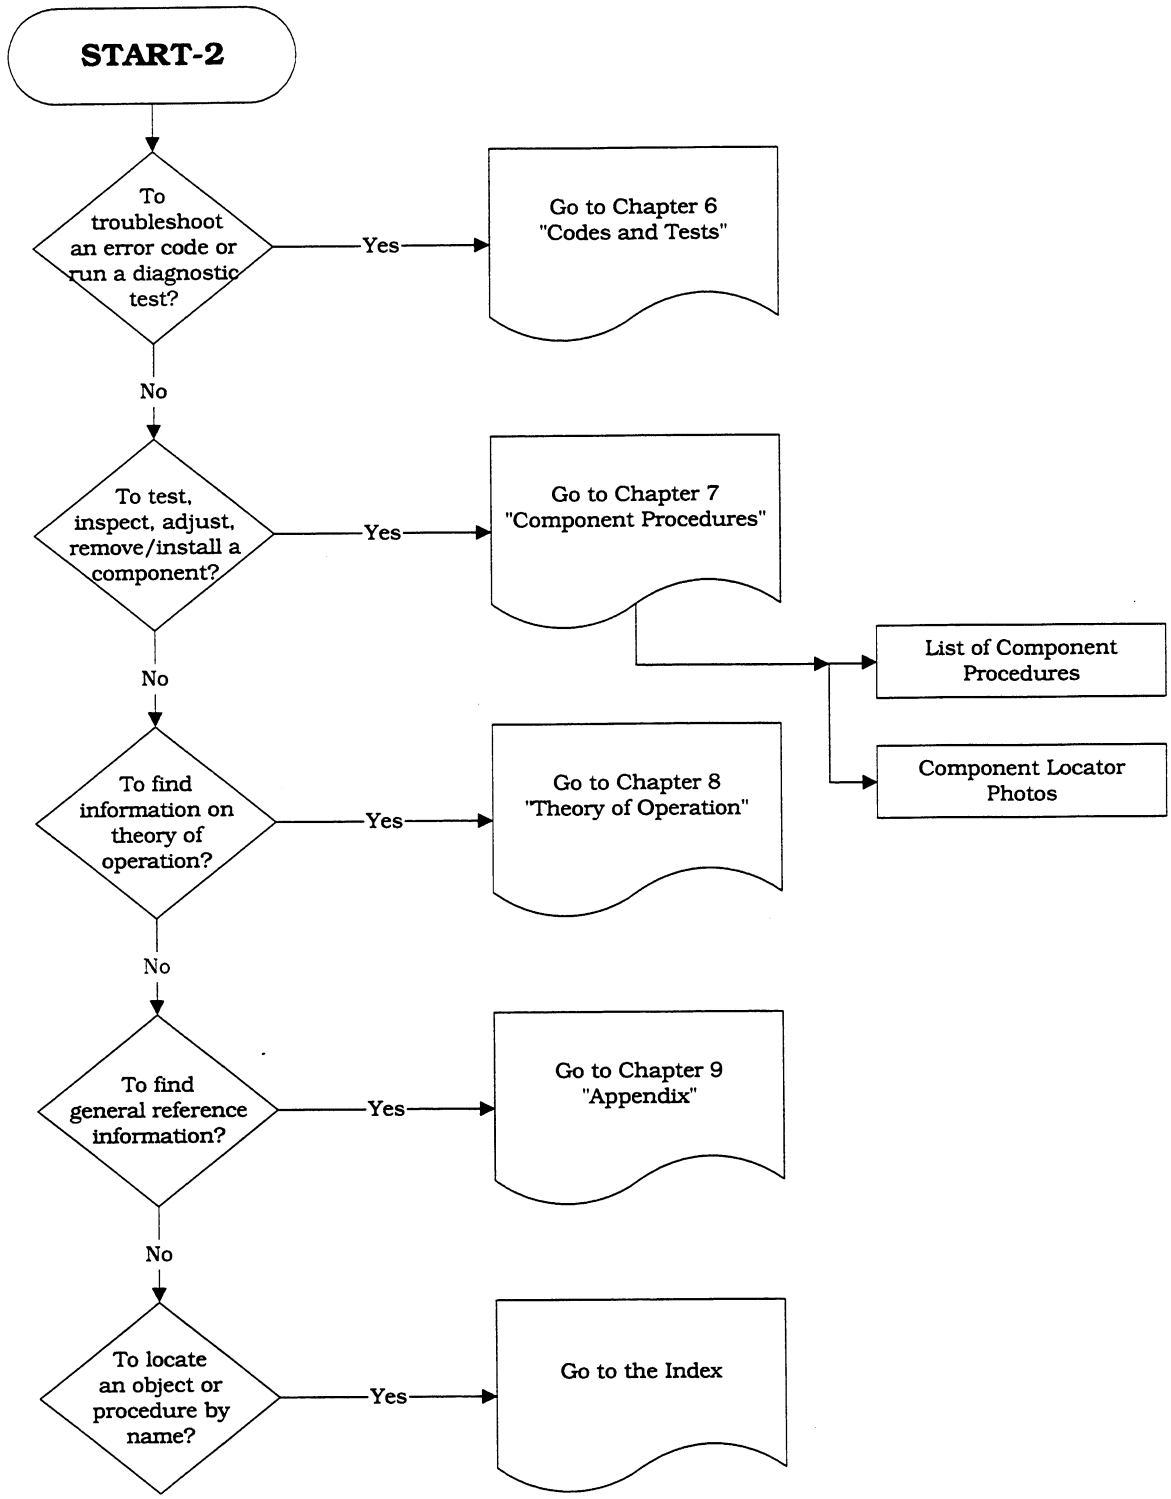 START-2
To
troubleshoot
an error code or
run a diagnostic
test?
Yes
Go to Chapter 6
"Codes and Tests"
No
To test,
inspect, adjust,
remove/install a
component?
Yes
Go to Chapter 7
"Component Procedures"
List of Component
Procedures
Component Locator
Photos
No
To find
information on
theory of
operation?
Yes
Go to Chapter 8
"Theory of Operation"
No
To find
general reference
information?
Yes
Go to Chapter 9
"Appendix"
No
To locate
an object or
procedure by
name?
Yes
Go to the Index